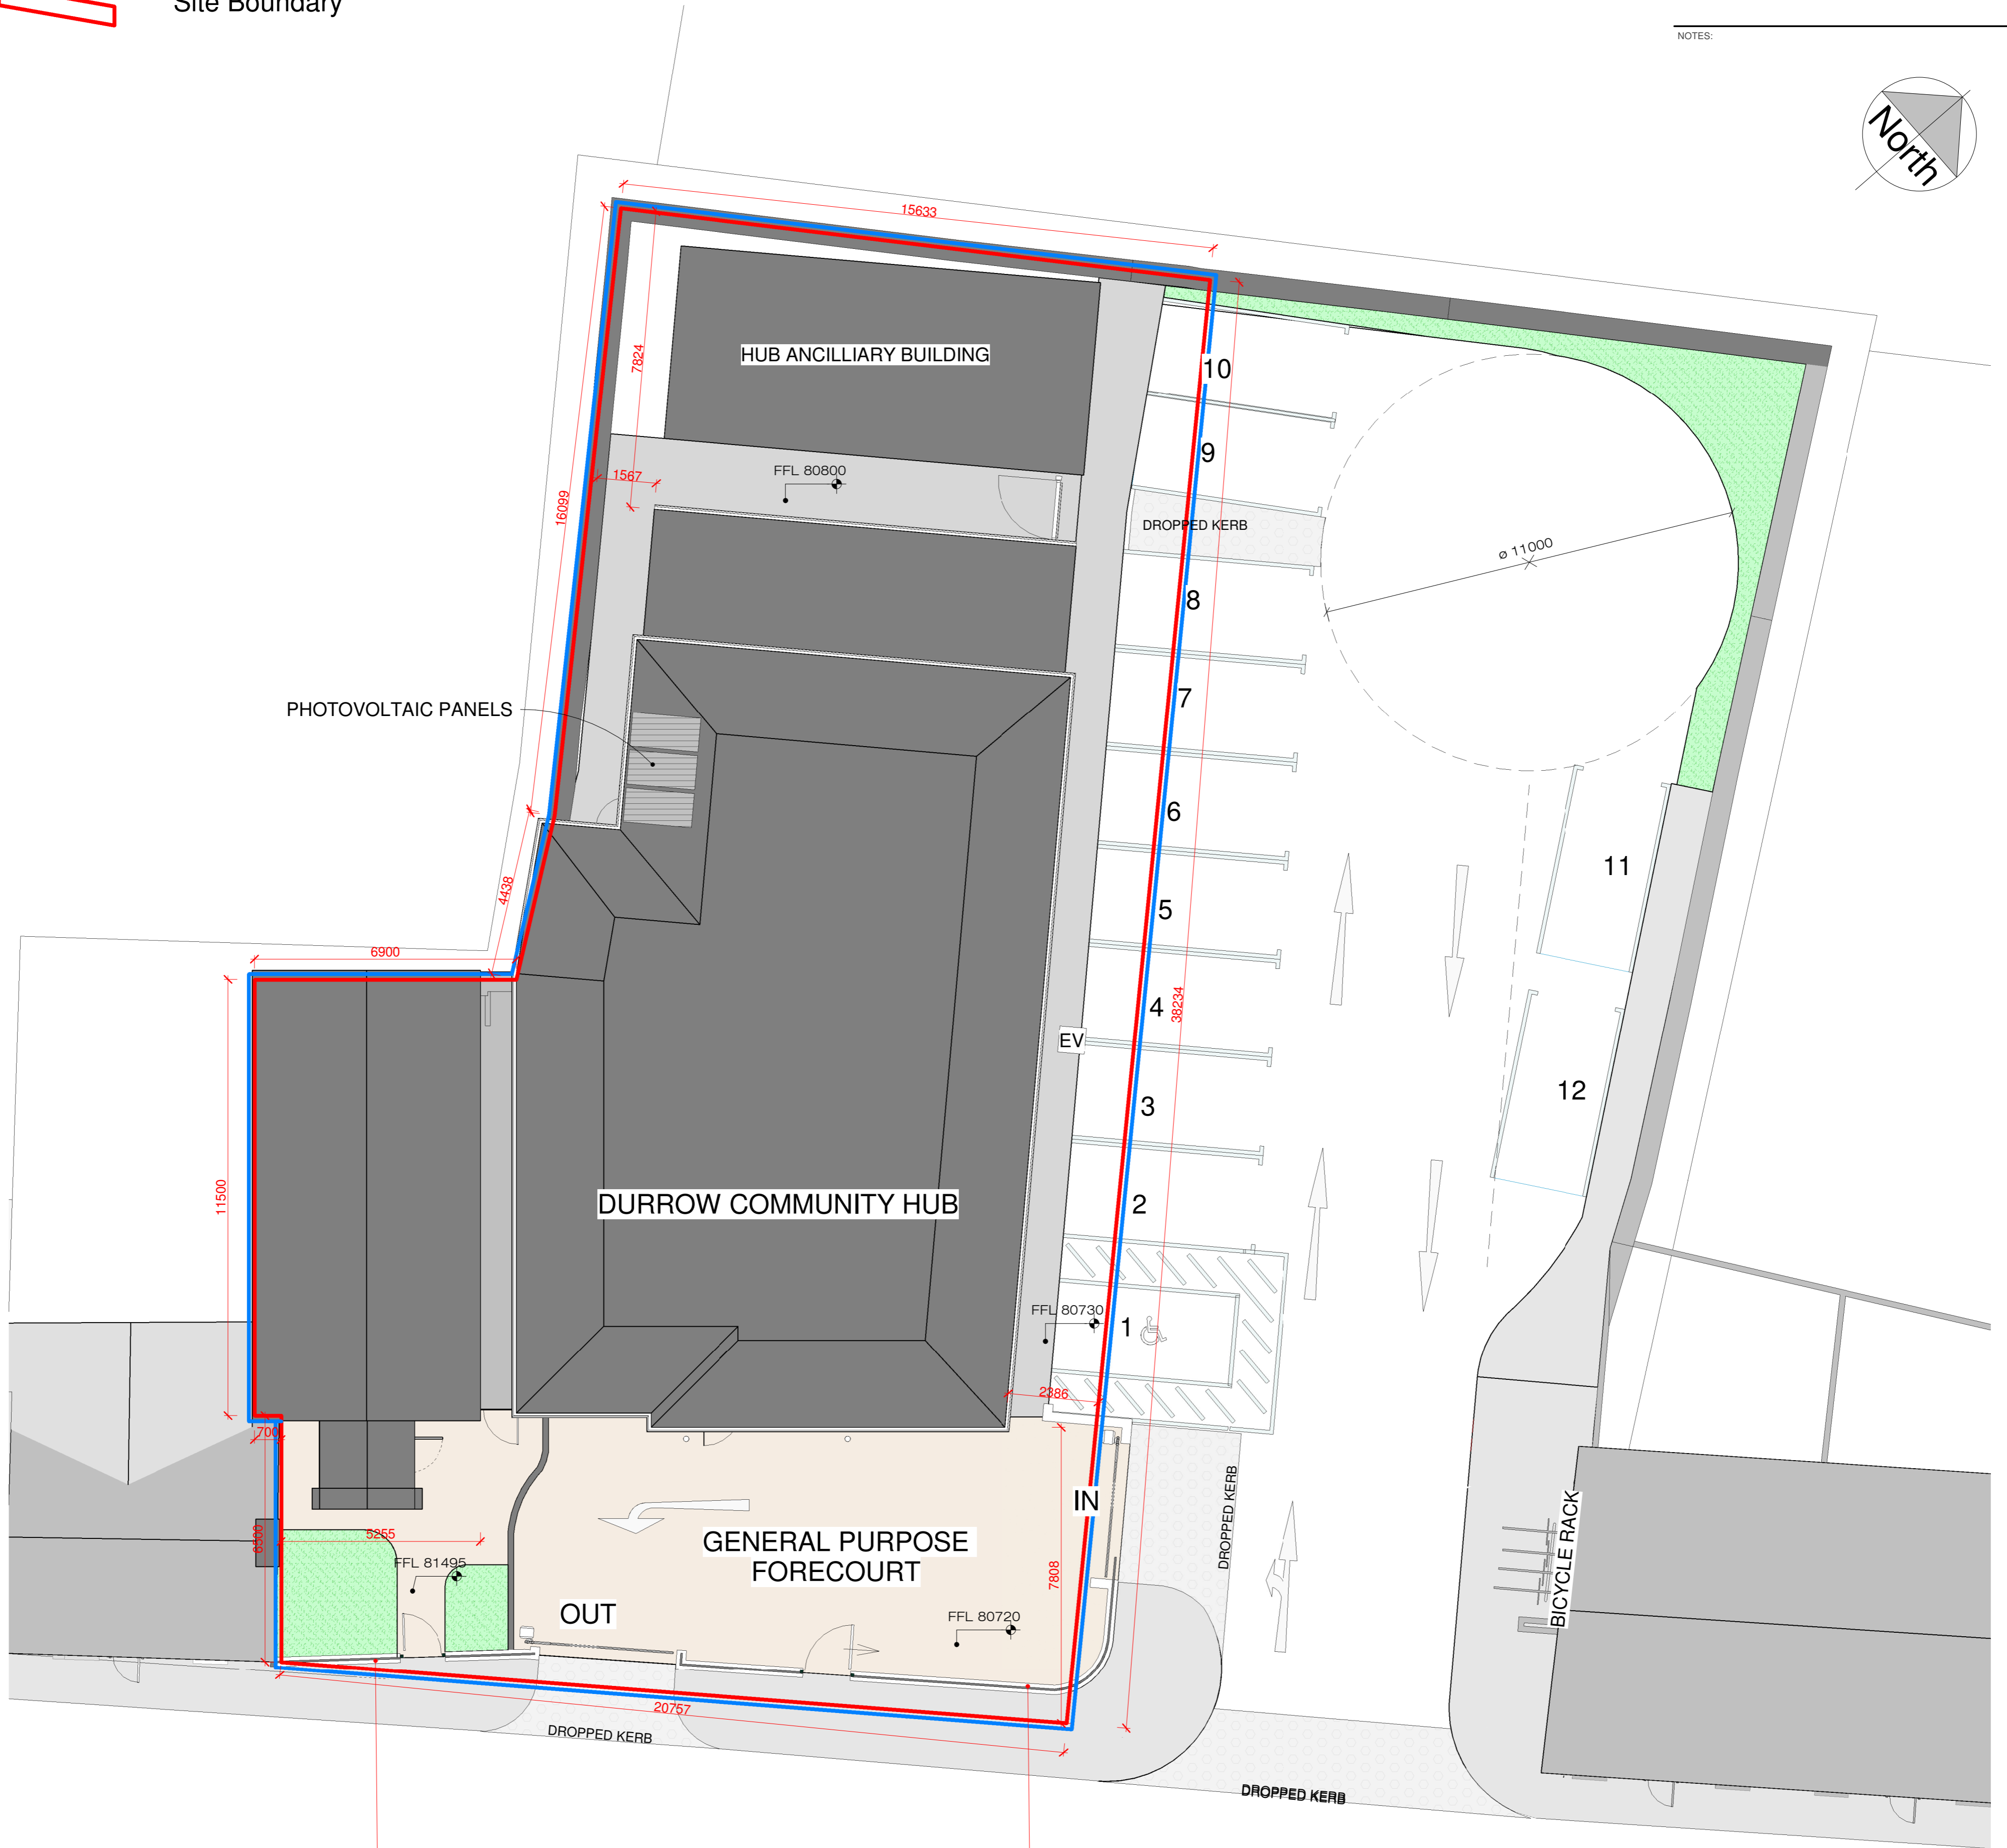 Site Boundary
NOTES:
North
15633
7824
HUB ANCILLIARY BUILDING
10
9
FFL 80800
1567
16099
DROPPED KERB
ø 11000
8
PHOTOVOLTAIC PANELS
7
6
11
4438
5
6900
4
38234
EV
12
3
11500
DURROW COMMUNITY HUB
2
FFL 80730
1
2386
700
IN
DROPPED KERB
BICYCLE RACK
8500
5255
GENERAL PURPOSE
FORECOURT
FFL 81495
7808
OUT
FFL 80720
20757
DROPPED KERB
DROPPED KERB